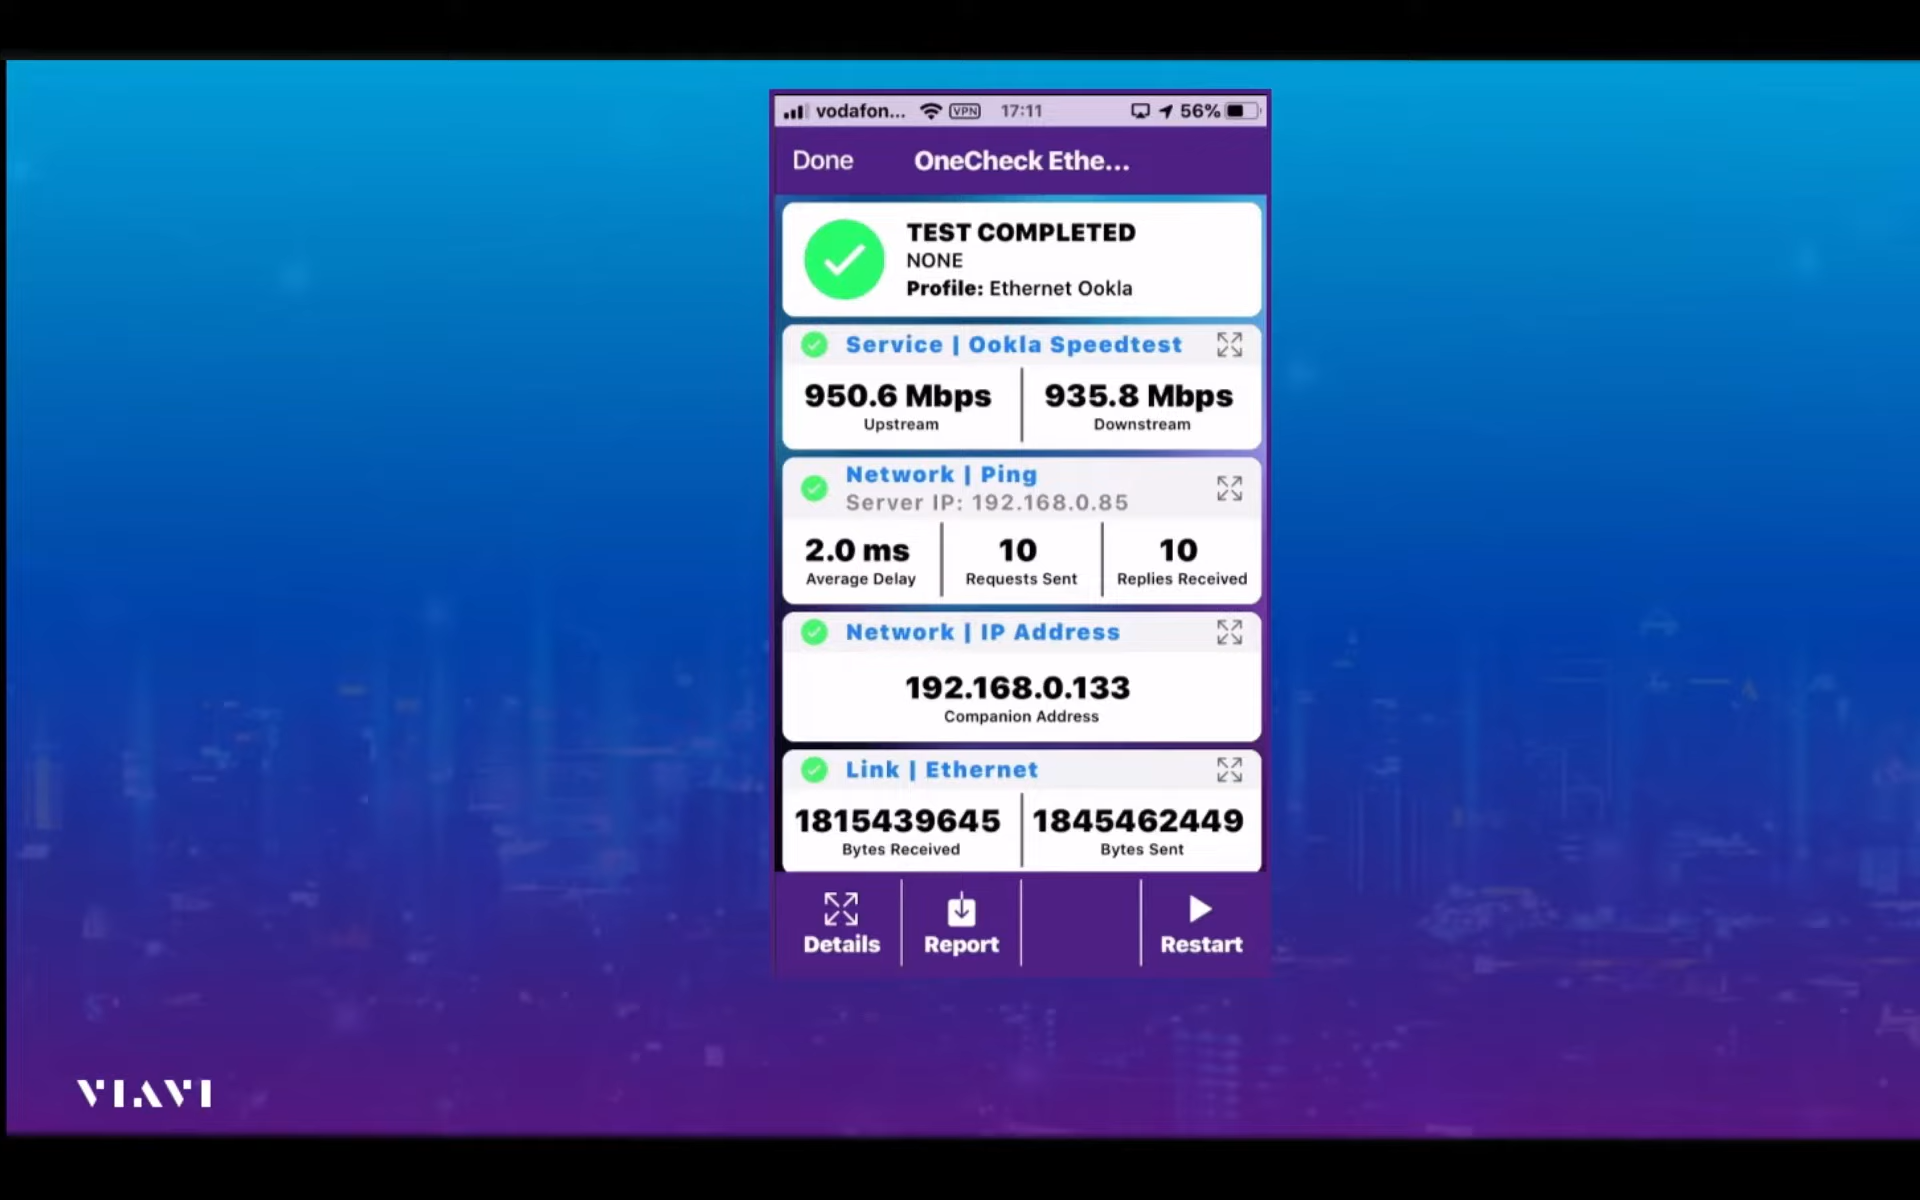 vodafon... VPN 17:11 56%
Done OneCheck Ethe...
TEST COMPLETED
NONE
Profile: Ethernet Ookla
Service | Ookla Speedtest
950.6 Mbps 935.8 Mbps
Upstream Downstream
Network | Ping
Server IP: 192.168.0.85
2.0 ms 10 10
Average Delay Requests Sent Replies Received
Network | IP Address
192.168.0.133
Companion Address
Link | Ethernet
1815439645 1845462449
Bytes Received Bytes Sent
Details Report Restart
VIAVI